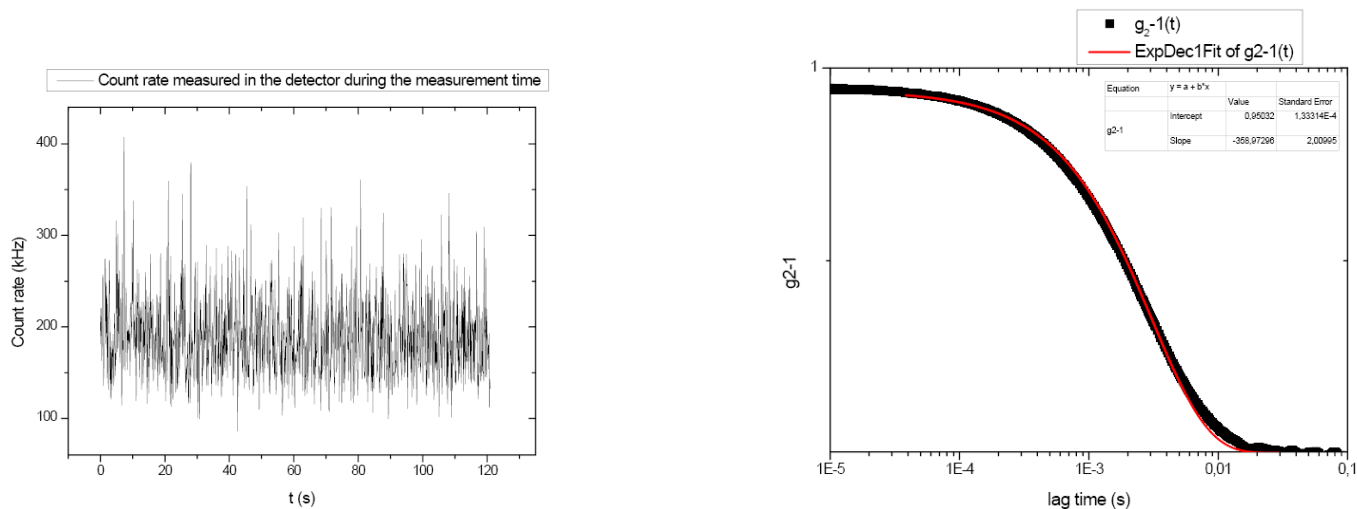 Count rate measured in the detector during the measurement time
400
300
200
100
Count rate (kHz)
0 20 40 60 80 100 120
t (s)
g2-1(t)
ExpDec1Fit of g2-1(t)
1
Equation y = a + b*x
Value Standard Error
g2-1 Intercept 0,95032 1,33314E-4
Slope -358,97296 2,00995
g2-1
1E-5 1E-4 1E-3 0,01 0,1
lag time (s)